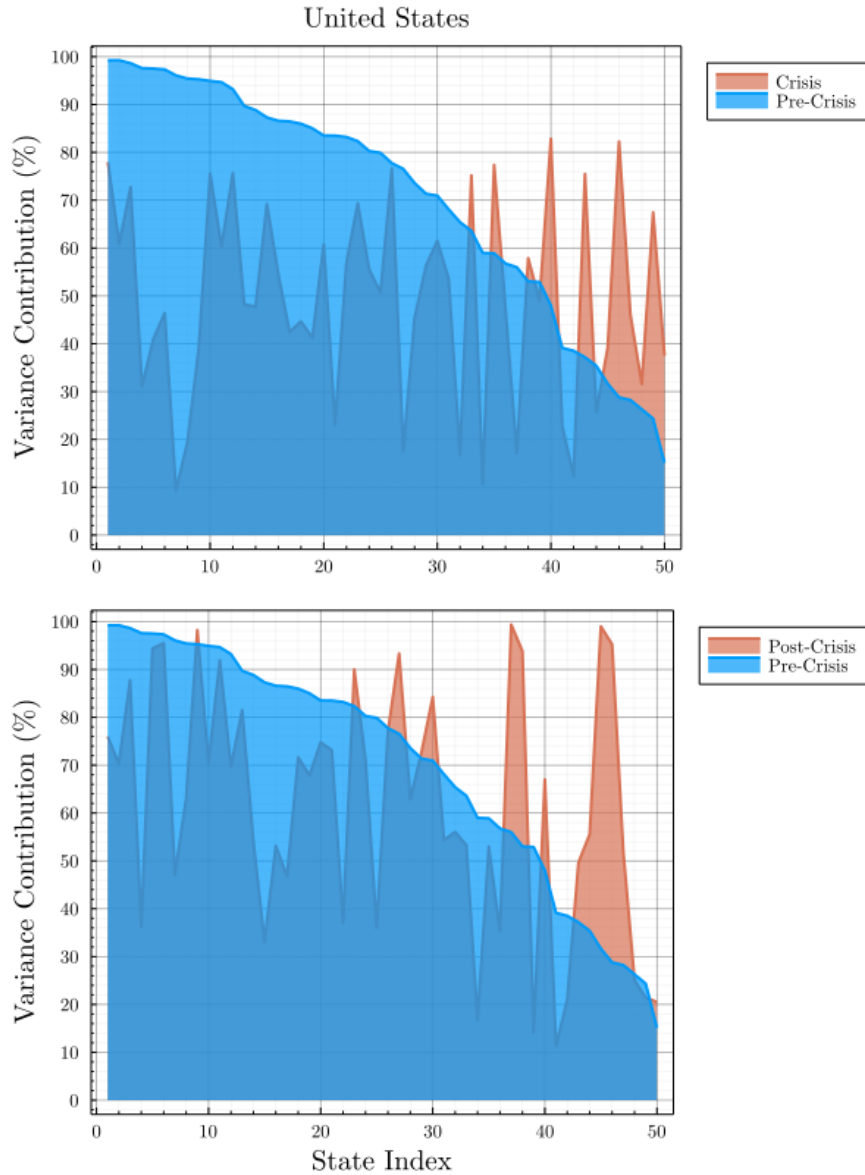 United States
Variance Contribution (%)
100
90
80
70
60
50
40
30
20
10
0
0 10 20 30 40 50
Crisis
Pre-Crisis
Variance Contribution (%)
100
90
80
70
60
50
40
30
20
10
0
0 10 20 30 40 50
State Index
Post-Crisis
Pre-Crisis